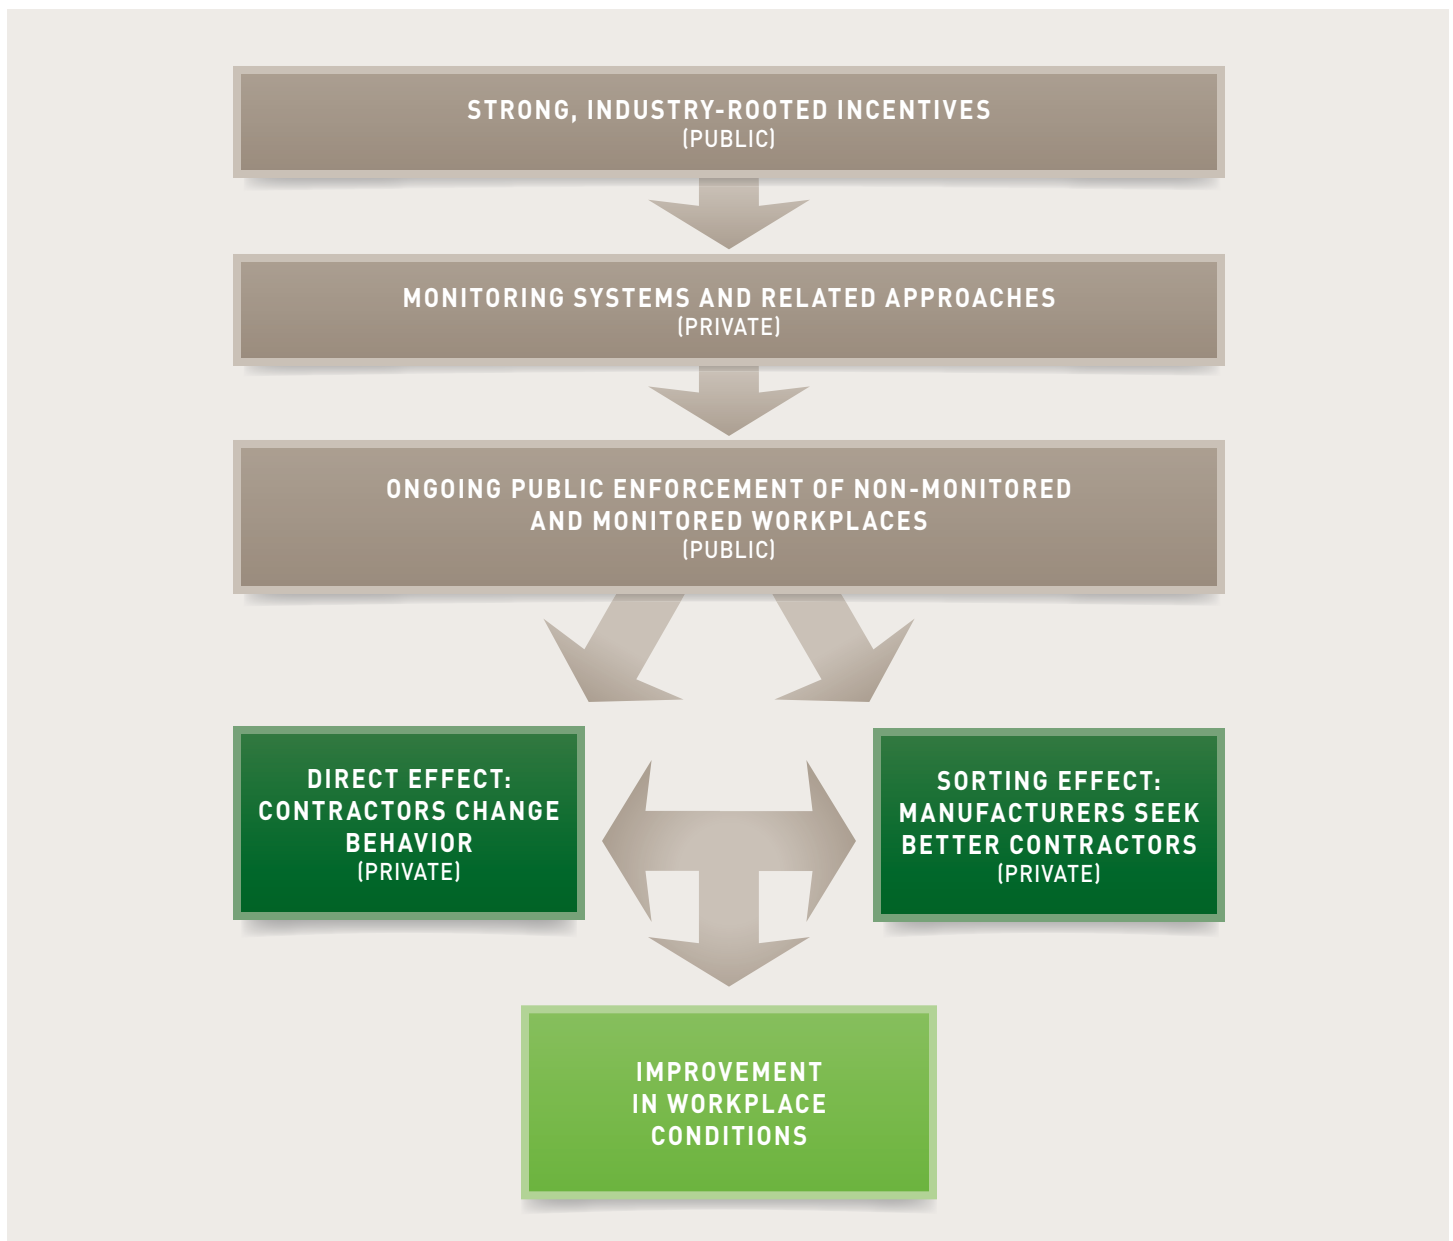 STRONG, INDUSTRY-ROOTED INCENTIVES
(PUBLIC)
MONITORING SYSTEMS AND RELATED APPROACHES
(PRIVATE)
ONGOING PUBLIC ENFORCEMENT OF NON-MONITORED
AND MONITORED WORKPLACES
(PUBLIC)
DIRECT EFFECT:
CONTRACTORS CHANGE
BEHAVIOR
(PRIVATE)
SORTING EFFECT:
MANUFACTURERS SEEK
BETTER CONTRACTORS
(PRIVATE)
IMPROVEMENT
IN WORKPLACE
CONDITIONS